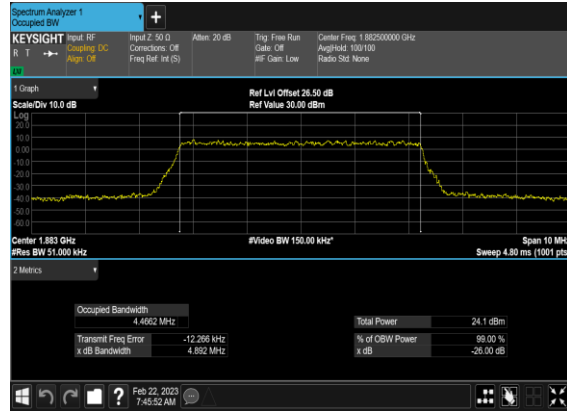 Spectrum Analyzer 1
Occupied BW
+
KEYSIGHT Input: RF Input Z: 50 Ω Atten: 20 dB Trig: Free Run Center Freq: 1.882500000 GHz
R T Coupling: DC Corrections: Off Gate: Off Avg|Hold: 100/100
Align: Off Freq Ref: Int (S) #IF Gain: Low Radio Std: None
1 Graph Ref Lvl Offset 26.50 dB
Scale/Div 10.0 dB Ref Value 30.00 dBm
Log
20.0
10.0
0.00
-10.0
-20.0
-30.0
-40.0
-50.0
-60.0
Center 1.883 GHz #Video BW 150.00 kHz* Span 10 MHz
#Res BW 51.000 kHz Sweep 4.80 ms (1001 pts)
2 Metrics
Occupied Bandwidth
4.4662 MHz Total Power 24.1 dBm
Transmit Freq Error -12.266 kHz % of OBW Power 99.00 %
x dB Bandwidth 4.892 MHz x dB -26.00 dB
? Feb 22, 2023
7:45:52 AM